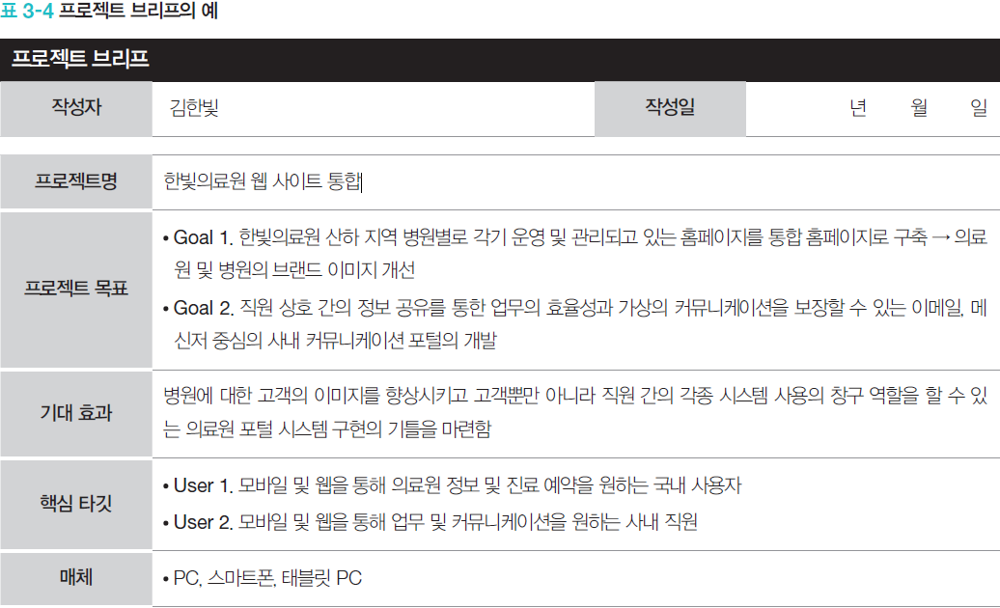 표 3-4 프로젝트 브리프의 예
프로젝트 브리프
작성자 김한빛 작성일 년 월 일
프로젝트명 한빛의료원 웹 사이트 통합
• Goal 1. 한빛의료원 산하 지역 병원별로 각기 운영 및 관리되고 있는 홈페이지를 통합 홈페이지로 구축 → 의료
원 및 병원의 브랜드 이미지 개선
프로젝트 목표
• Goal 2. 직원 상호 간의 정보 공유를 통한 업무의 효율성과 가상의 커뮤니케이션을 보장할 수 있는 이메일, 메
신저 중심의 사내 커뮤니케이션 포털의 개발
병원에 대한 고객의 이미지를 향상시키고 고객뿐만 아니라 직원 간의 각종 시스템 사용의 창구 역할을 할 수 있
기대 효과
는 의료원 포털 시스템 구현의 기틀을 마련함
• User 1. 모바일 및 웹을 통해 의료원 정보 및 진료 예약을 원하는 국내 사용자
핵심 타깃
• User 2. 모바일 및 웹을 통해 업무 및 커뮤니케이션을 원하는 사내 직원
매체 • PC, 스마트폰, 태블릿 PC